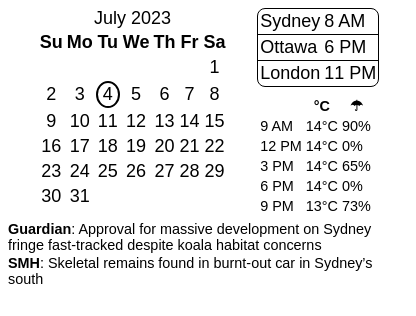 July 2023
Su Mo Tu We Th Fr Sa
1
2 3 4 5 6 7 8
9 10 11 12 13 14 15
16 17 18 19 20 21 22
23 24 25 26 27 28 29
30 31
Sydney 8 AM
Ottawa 6 PM
London 11 PM
°C ☂
9 AM 14°C 90%
12 PM 14°C 0%
3 PM 14°C 65%
6 PM 14°C 0%
9 PM 13°C 73%
Guardian: Approval for massive development on Sydney
fringe fast-tracked despite koala habitat concerns
SMH: Skeletal remains found in burnt-out car in Sydney's
south